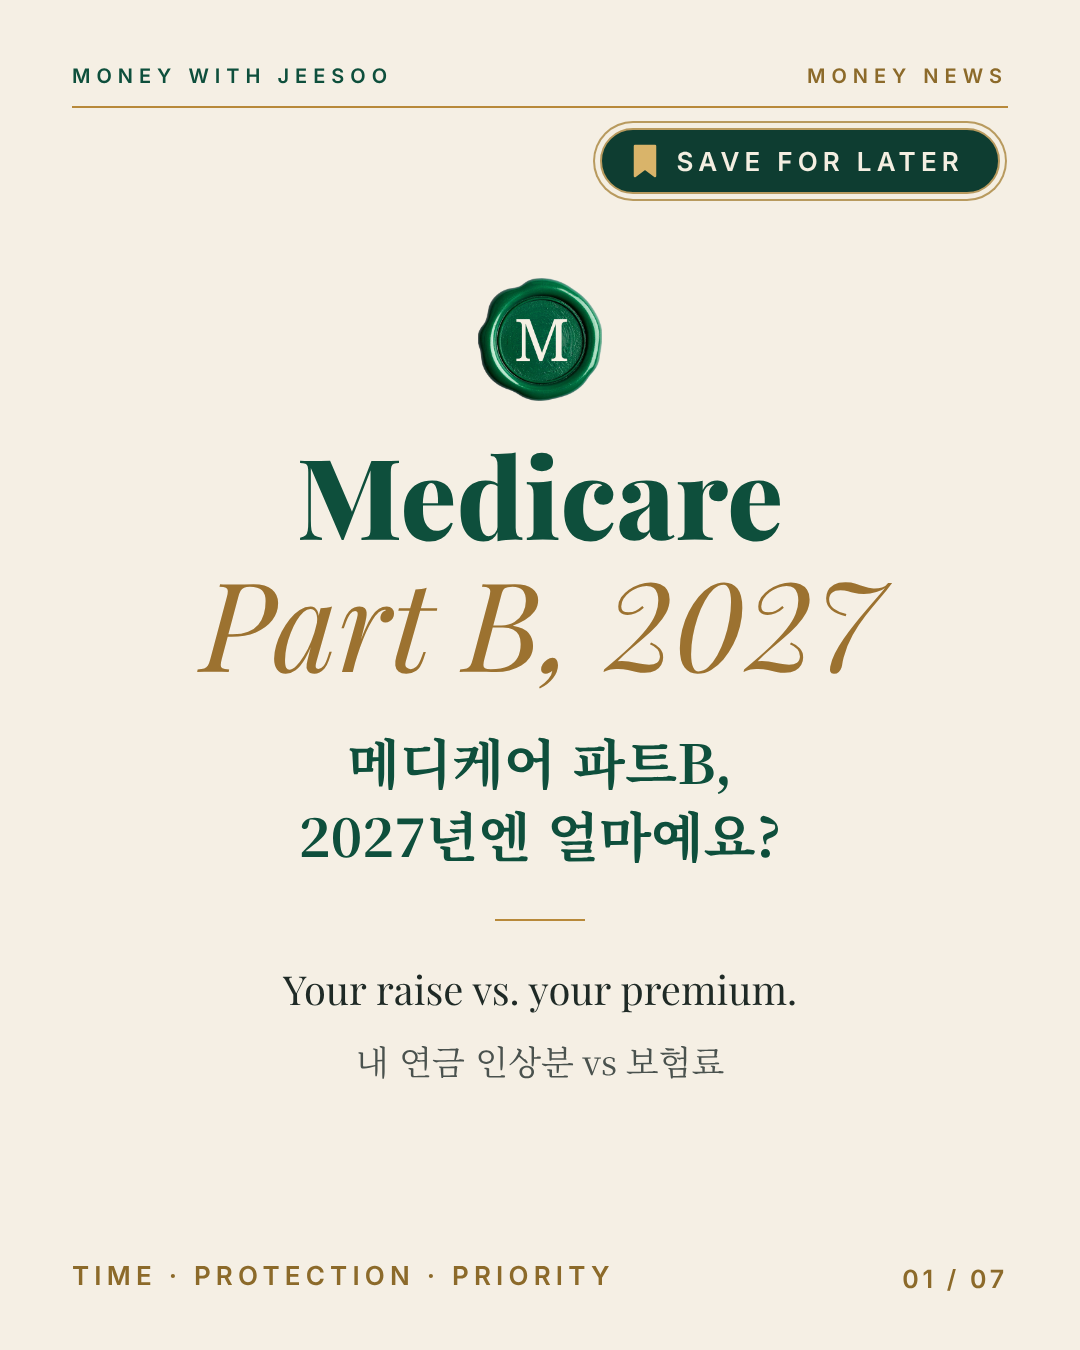 MONEY WITH JEESOO
MONEY NEWS
SAVE FOR LATER
M
Medicare
Part B, 2027
메디케어 파트B,
2027년엔 얼마예요?
Your raise vs. your premium.
내 연금 인상분 vs 보험료
TIME · PROTECTION · PRIORITY
01 / 07